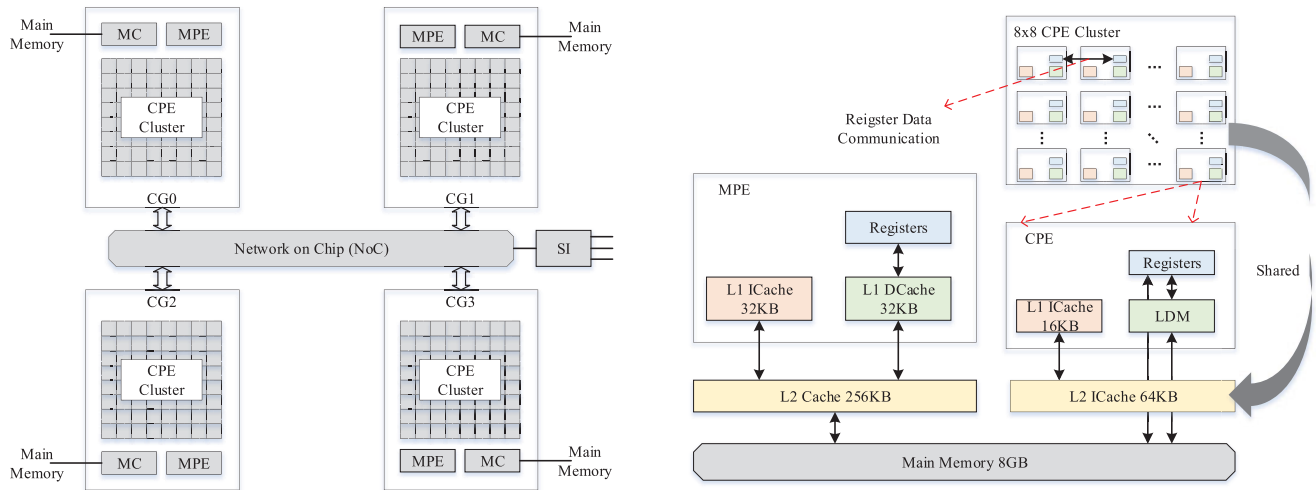 Main
Memory
MC
MPE
CPE
Cluster
CG0
MPE
MC
Main
Memory
CPE
Cluster
CG1
Network on Chip (NoC)
SI
CG2
CPE
Cluster
Main
Memory
MC
MPE
CG3
CPE
Cluster
MPE
MC
Main
Memory
8x8 CPE Cluster
...
...
...
Reigster Data
Communication
MPE
Registers
L1 ICache
32KB
L1 DCache
32KB
CPE
Registers
L1 ICache
16KB
LDM
Shared
L2 Cache 256KB
L2 ICache 64KB
Main Memory 8GB